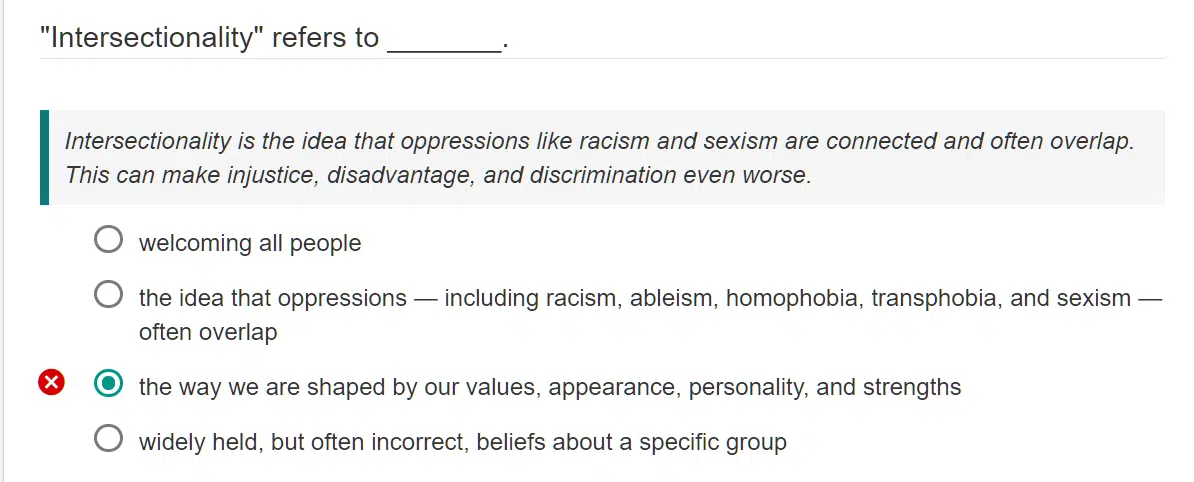 "Intersectionality" refers to ________.
Intersectionality is the idea that oppressions like racism and sexism are connected and often overlap.
This can make injustice, disadvantage, and discrimination even worse.
welcoming all people
the idea that oppressions — including racism, ableism, homophobia, transphobia, and sexism —
often overlap
the way we are shaped by our values, appearance, personality, and strengths
widely held, but often incorrect, beliefs about a specific group